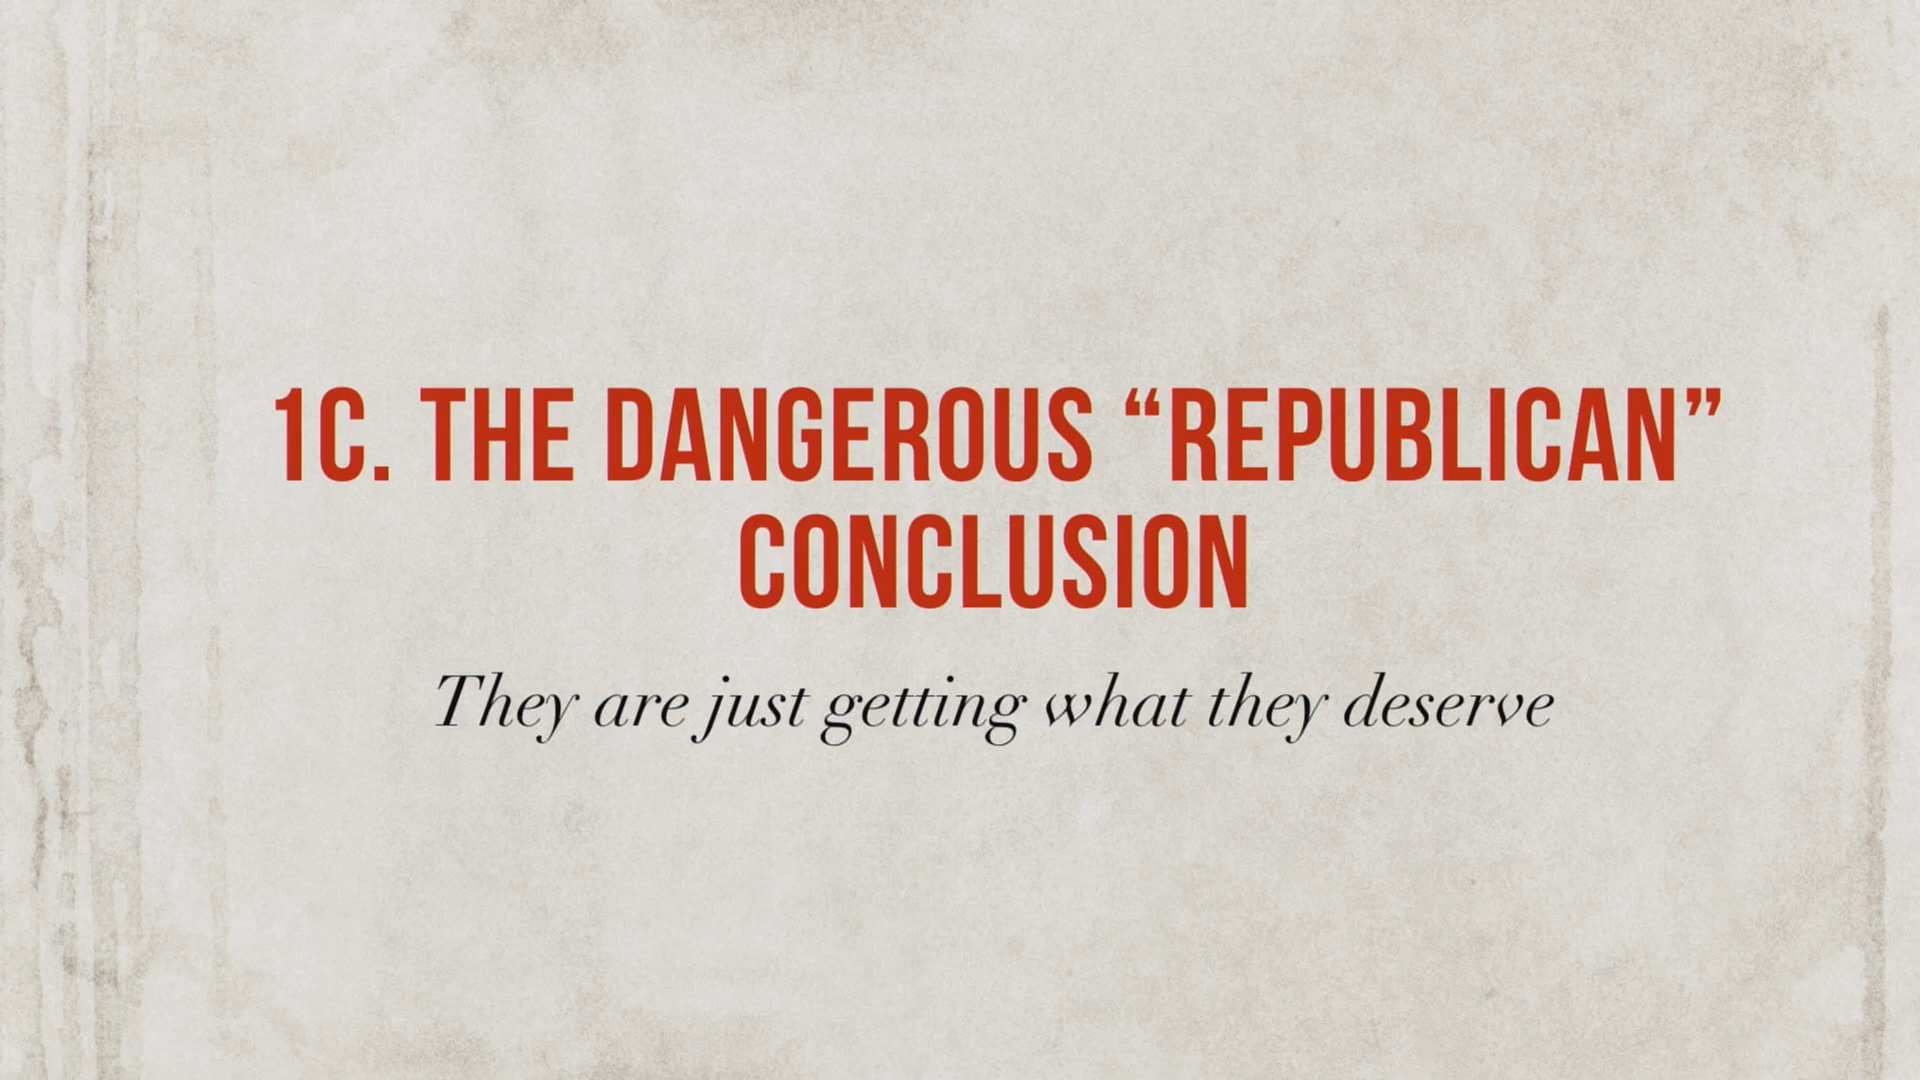 1C. THE DANGEROUS “REPUBLICAN”
CONCLUSION
They are just getting what they deserve